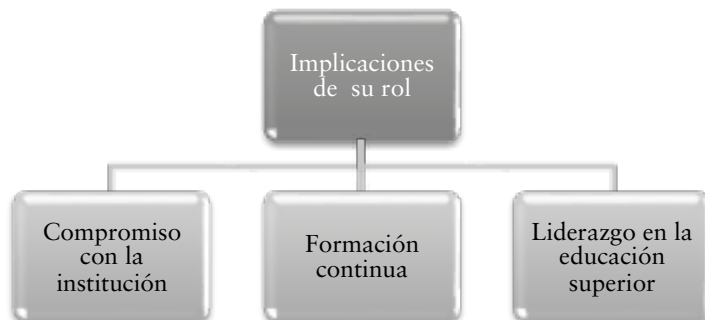 Implicaciones
de su rol
Compromiso
con la
institución
Formación
continua
Liderazgo en la
educación
superior